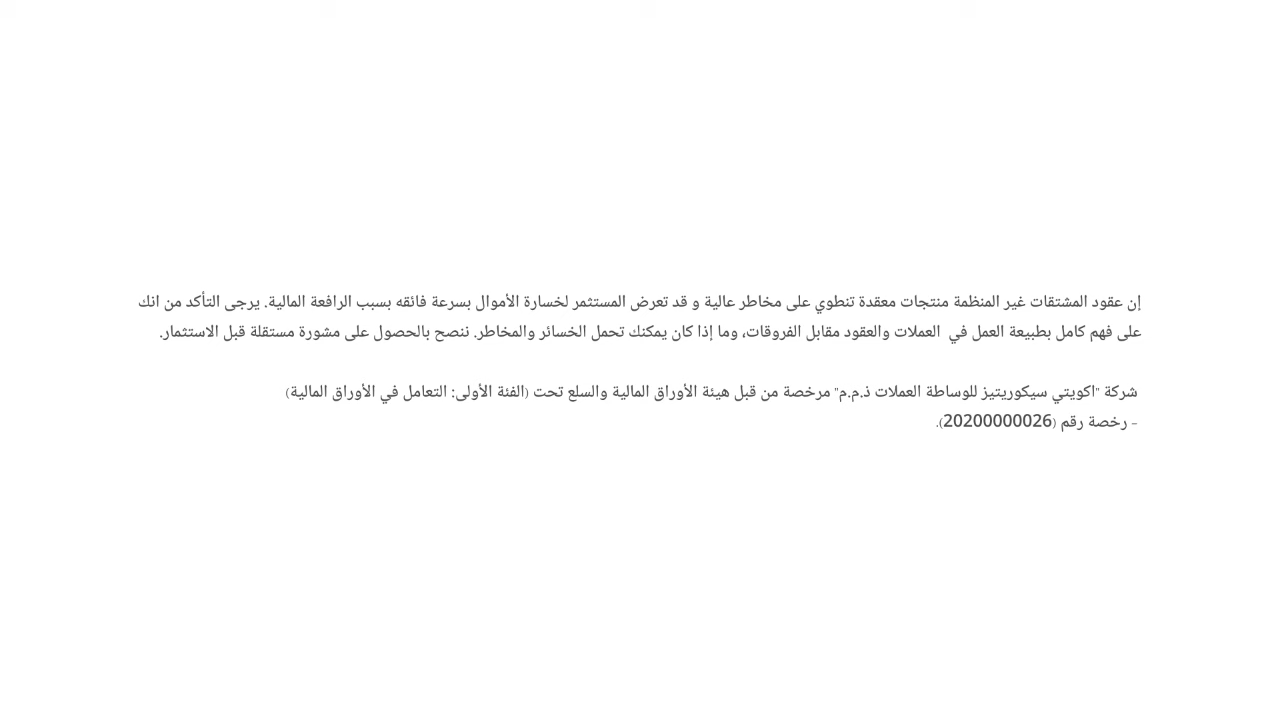 إن عقود المشتقات غير المنظمة منتجات معقدة تنطوي على مخاطر عالية و قد تعرض المستثمر لخسارة الأموال بسرعة فائقه بسبب الرافعة المالية. يرجى التأكد من انك
على فهم كامل بطبيعة العمل في العملات والعقود مقابل الفروقات، وما إذا كان يمكنك تحمل الخسائر والمخاطر. ننصح بالحصول على مشورة مستقلة قبل الاستثمار.
شركة "اكويتي سيكوريتيز للوساطة العملات ذ.م.م" مرخصة من قبل هيئة الأوراق المالية والسلع تحت (الفئة الأولى: التعامل في الأوراق المالية)
- رخصة رقم (20200000026).